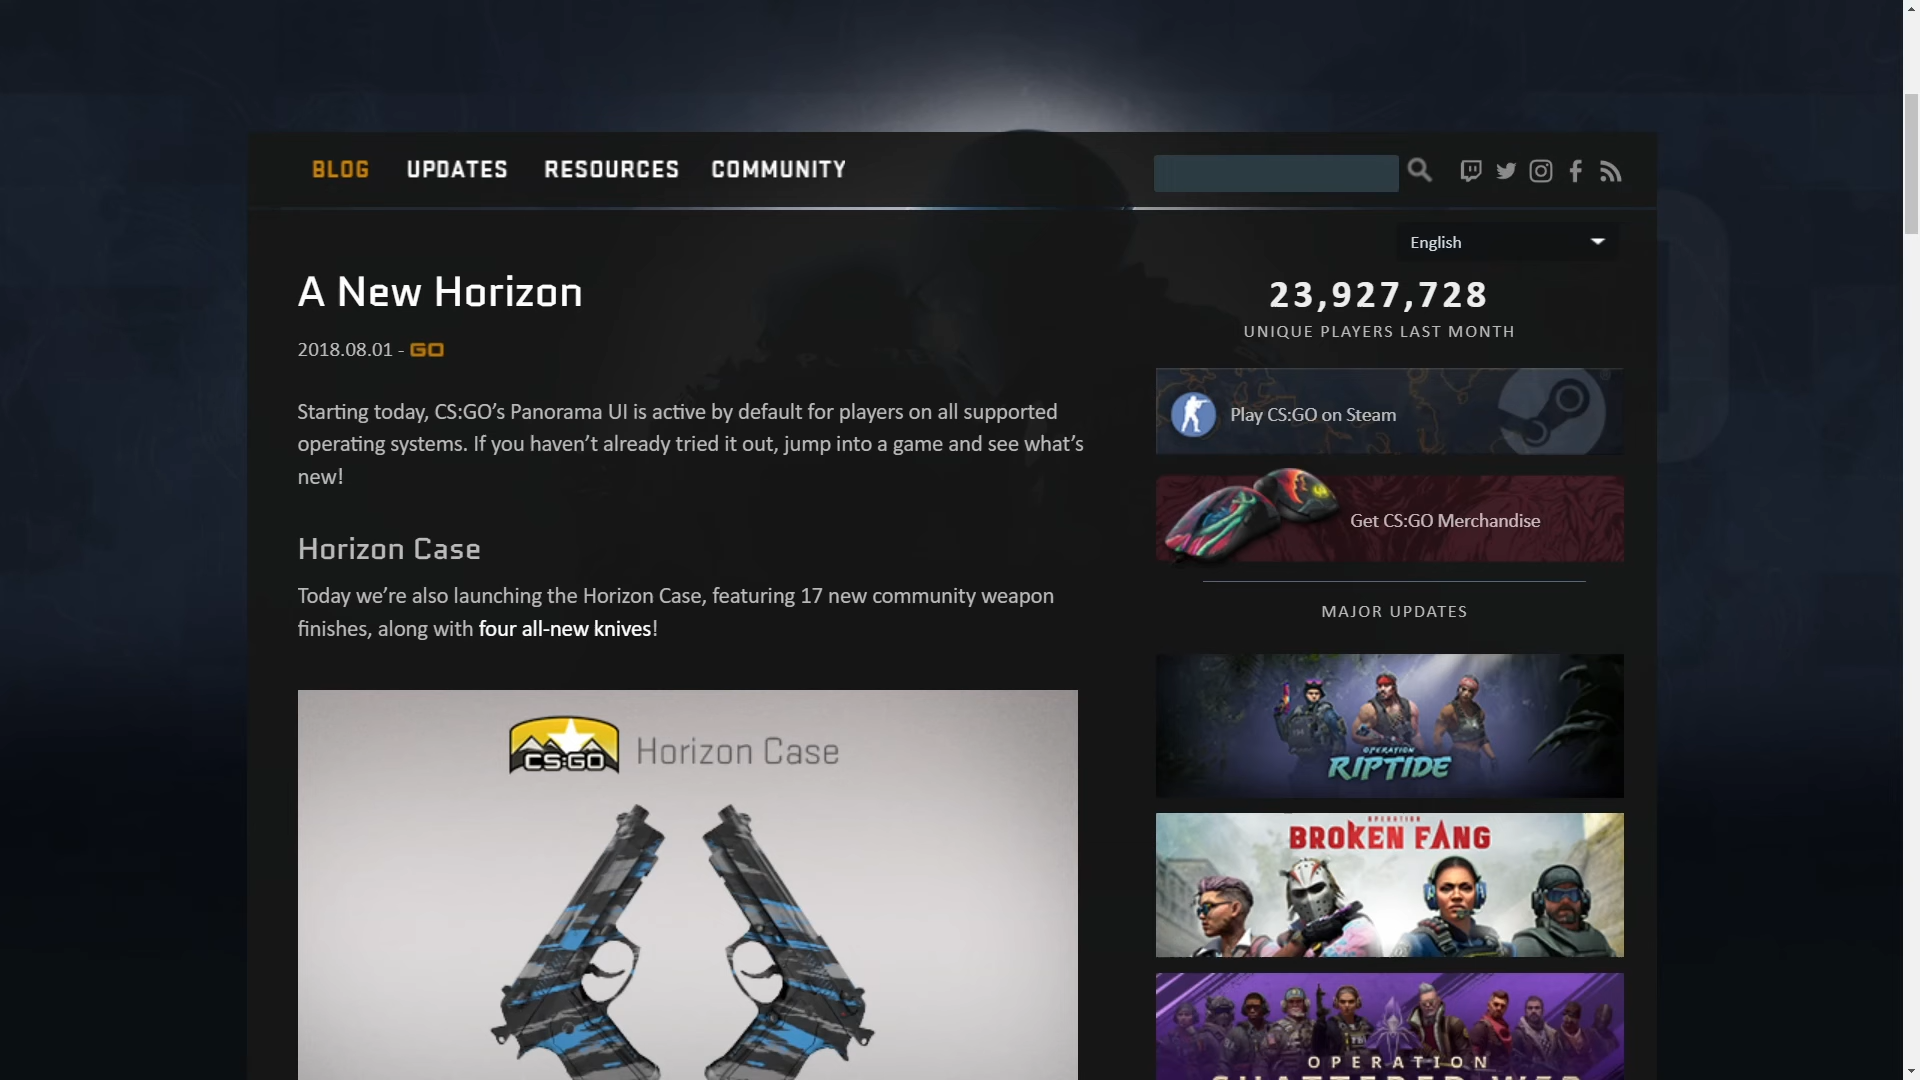 BLOG UPDATES RESOURCES COMMUNITY
English
A New Horizon
2018.08.01 - GO
Starting today, CS:GO’s Panorama UI is active by default for players on all supported
operating systems. If you haven’t already tried it out, jump into a game and see what’s
new!
Horizon Case
Today we’re also launching the Horizon Case, featuring 17 new community weapon
finishes, along with four all-new knives!
CS:GO Horizon Case
23,927,728
UNIQUE PLAYERS LAST MONTH
Play CS:GO on Steam
Get CS:GO Merchandise
MAJOR UPDATES
OPERATION
RIPTIDE
OPERATION
BROKEN FANG
OPERATION